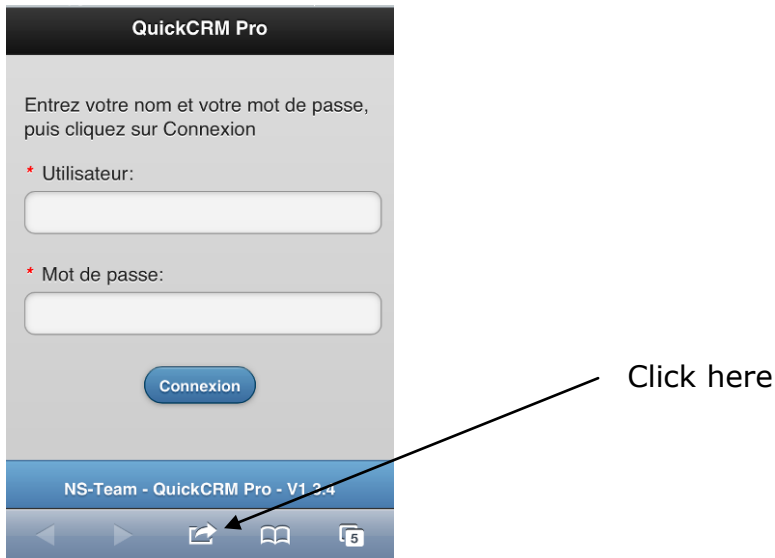 QuickCRM Pro
Entrez votre nom et votre mot de passe,
puis cliquez sur Connexion
* Utilisateur:
* Mot de passe:
Connexion
Click here
NS-Team - QuickCRM Pro - V1.3.4
5